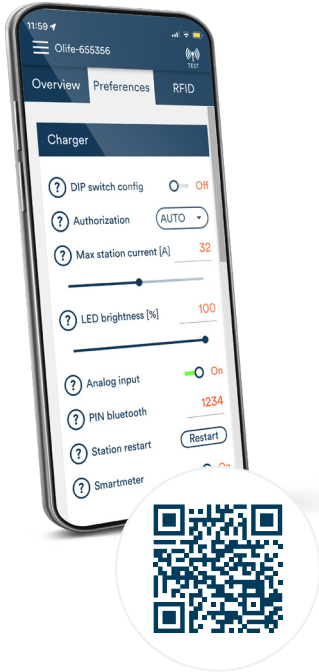 11:59
Olife-655356
TEST
Overview Preferences RFID
Charger
? DIP switch config Off
? Authorization AUTO
? Max station current [A] 32
? LED brightness [%] 100
? Analog input On
? PIN bluetooth 1234
? Station restart Restart
? Smartmeter